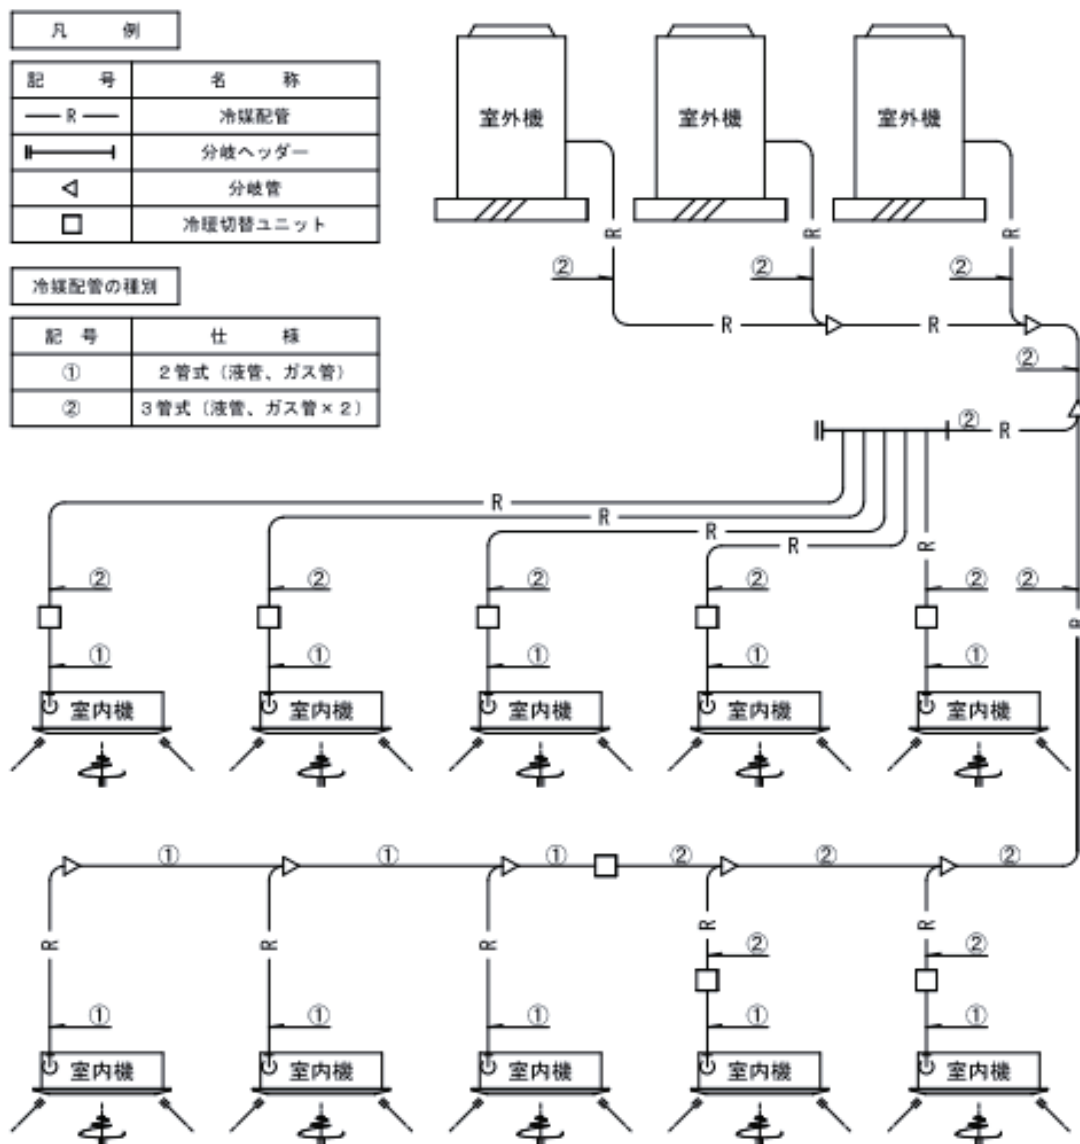 凡 例
記 号 名 称
R 冷媒配管
分岐ヘッダー
分岐管
冷暖切替ユニット
冷媒配管の種別
記 号 仕 様
① 2管式（液管、ガス管）
② 3管式（液管、ガス管×2）
室外機 室外機 室外機
R R R
② ② ②
R R
②
② R
R
R
R
R R
② ② ② ② ② ②
R
① ① ① ① ①
室内機 室内機 室内機 室内機 室内機
① ① ① ② ② ②
R R R R R
② ②
① ① ① ① ①
室内機 室内機 室内機 室内機 室内機